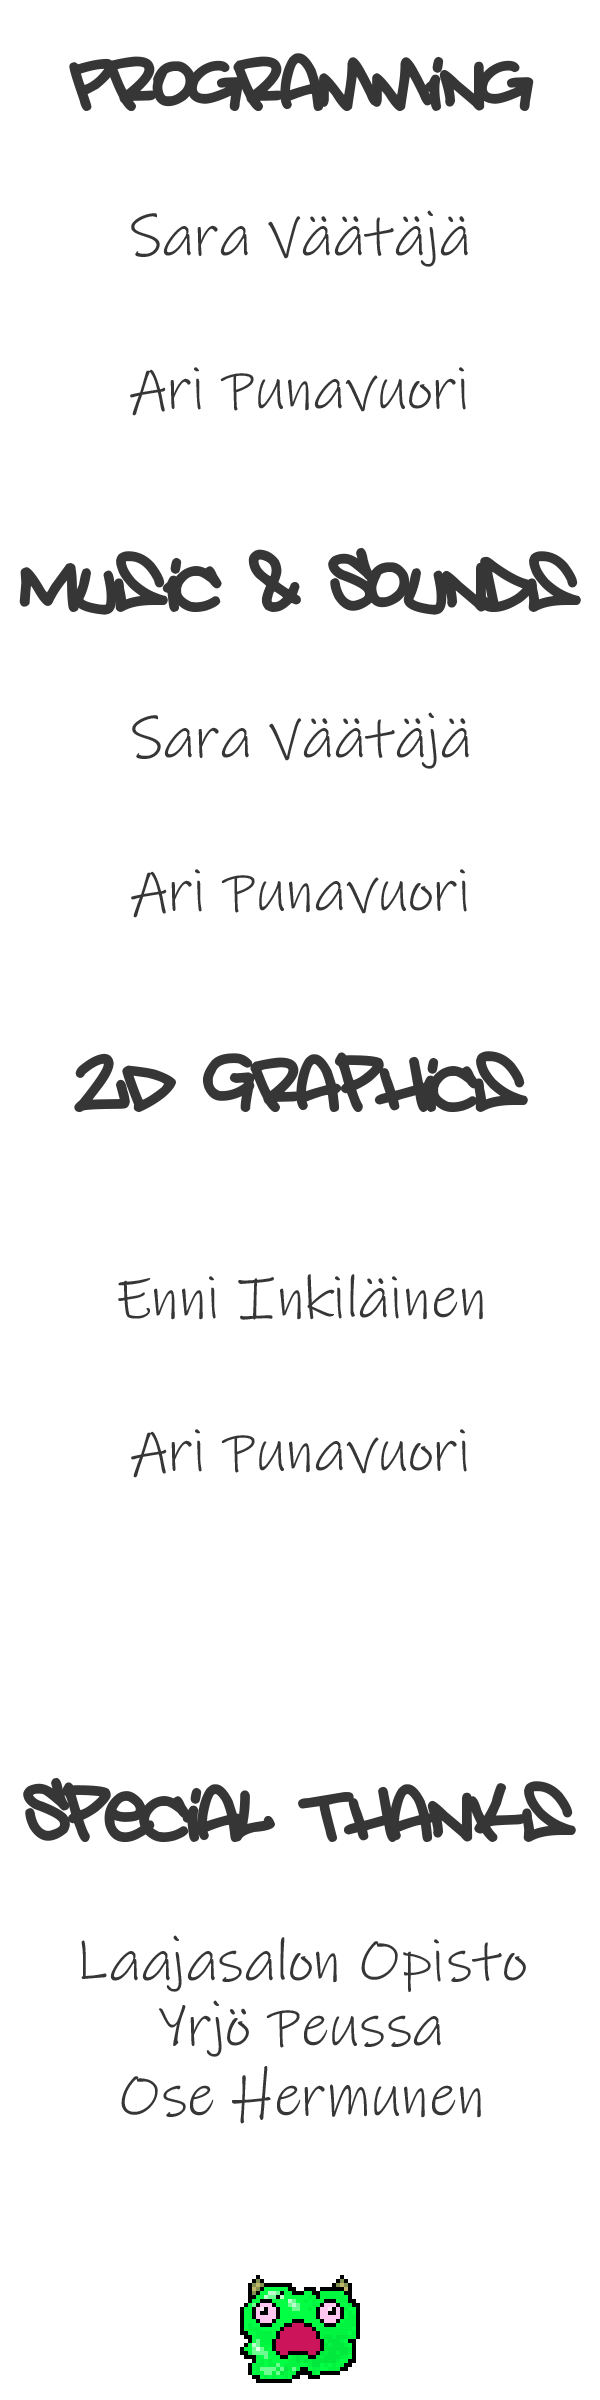 PROGRAMMING
Sara Väätäjä
Ari Punavuori
MUSIC & SOUNDS
Sara Väätäjä
Ari Punavuori
2D GRAPHICS
Enni Inkiläinen
Ari Punavuori
SPECIAL THANKS
Laajasalon Opisto
Yrjö Peussa
Ose Hermunen